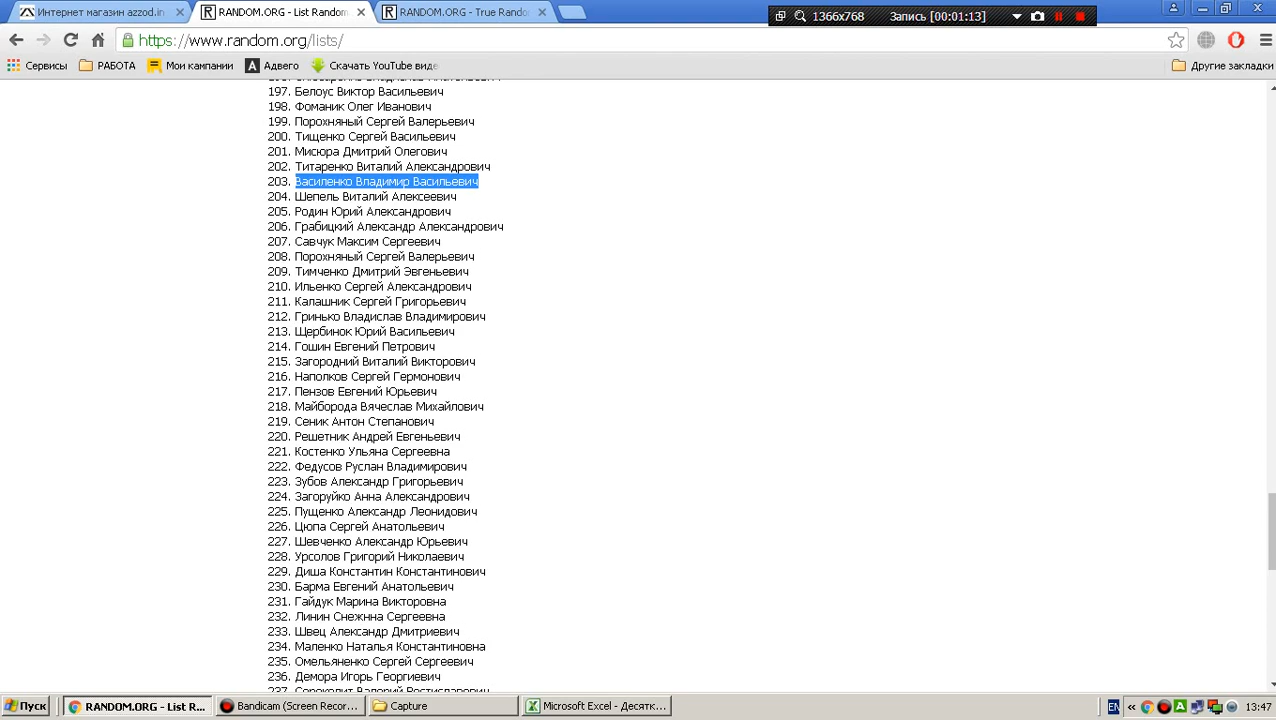 Интернет магазин azzod.in
RANDOM.ORG - List Random
RANDOM.ORG - True Rando
1366x768
Запись [00:01:13]
https://www.random.org/lists/
Сервисы
РАБОТА
Мои кампании
Адвего
Скачать YouTube виде
Другие закладки
197. Белоус Виктор Васильевич
198. Фоманик Олег Иванович
199. Порохняный Сергей Валерьевич
200. Тищенко Сергей Васильевич
201. Мисюра Дмитрий Олегович
202. Титаренко Виталий Александрович
203. Василенко Владимир Васильевич
204. Шепель Виталий Алексеевич
205. Родин Юрий Александрович
206. Грабицкий Александр Александрович
207. Савчук Максим Сергеевич
208. Порохняный Сергей Валерьевич
209. Тимченко Дмитрий Эвгеньевич
210. Ильенко Сергей Александрович
211. Калашник Сергей Григорьевич
212. Гринько Владислав Владимирович
213. Щербинок Юрий Васильевич
214. Гошин Евгений Петрович
215. Загородний Виталий Викторович
216. Наполков Сергей Гермонович
217. Пензов Евгений Юрьевич
218. Майборода Вячеслав Михайлович
219. Сеник Антон Степанович
220. Решетник Андрей Евгеньевич
221. Костенко Ульяна Сергеевна
222. Федусов Руслан Владимирович
223. Зубов Александр Григорьевич
224. Загоруйко Анна Александрович
225. Пущенко Александр Леонидович
226. Цюпа Сергей Анатольевич
227. Шевченко Александр Юрьевич
228. Урсолов Григорий Николаевич
229. Диша Константин Константинович
230. Барма Евгений Анатольевич
231. Гайдук Марина Викторовна
232. Линин Снежнна Сергеевна
233. Швец Александр Дмитриевич
234. Маленко Наталья Константиновна
235. Омельяненко Сергей Сергеевич
236. Демора Игорь Георгиевич
Пуск
RANDOM.ORG - List R...
Bandicam (Screen Recor...
Capture
Microsoft Excel - Десятк...
EN
13:47